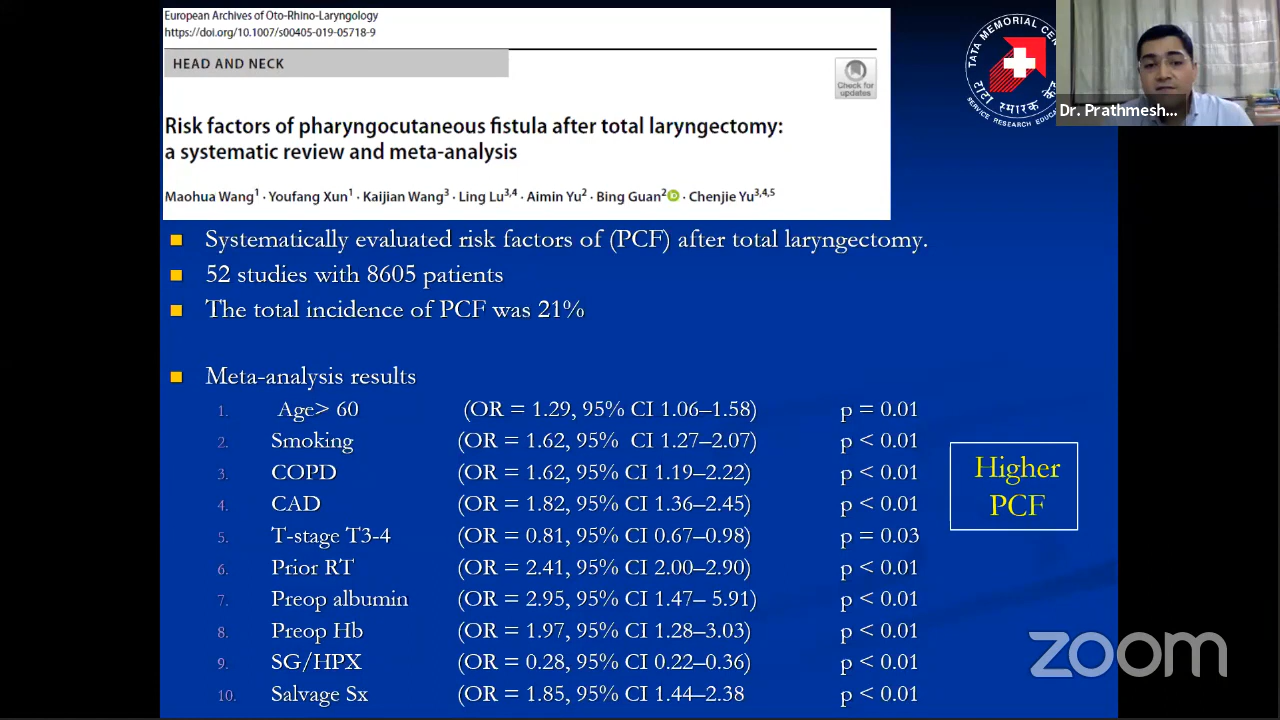 European Archives of Oto-Rhino-Laryngology
https://doi.org/10.1007/s00405-019-05718-9
HEAD AND NECK
Check for
updates
Risk factors of pharyngocutaneous fistula after total laryngectomy:
a systematic review and meta-analysis
Maohua Wang1 · Youfang Xun1 · Kaijian Wang3 · Ling Lu3,4 · Aimin Yu2 · Bing Guan2 · Chenjie Yu3,4,5
TATA MEMORIAL CE
टाटा स्मारक के
SERVICE RESEARCH EDUC
Dr. Prathmesh...
Systematically evaluated risk factors of (PCF) after total laryngectomy.
52 studies with 8605 patients
The total incidence of PCF was 21%
Meta-analysis results
1. Age> 60 (OR = 1.29, 95% CI 1.06–1.58) p = 0.01
2. Smoking (OR = 1.62, 95% CI 1.27–2.07) p < 0.01
3. COPD (OR = 1.62, 95% CI 1.19–2.22) p < 0.01
4. CAD (OR = 1.82, 95% CI 1.36–2.45) p < 0.01
5. T-stage T3-4 (OR = 0.81, 95% CI 0.67–0.98) p = 0.03
6. Prior RT (OR = 2.41, 95% CI 2.00–2.90) p < 0.01
7. Preop albumin (OR = 2.95, 95% CI 1.47– 5.91) p < 0.01
8. Preop Hb (OR = 1.97, 95% CI 1.28–3.03) p < 0.01
9. SG/HPX (OR = 0.28, 95% CI 0.22–0.36) p < 0.01
10. Salvage Sx (OR = 1.85, 95% CI 1.44–2.38 p < 0.01
Higher
PCF
zoom